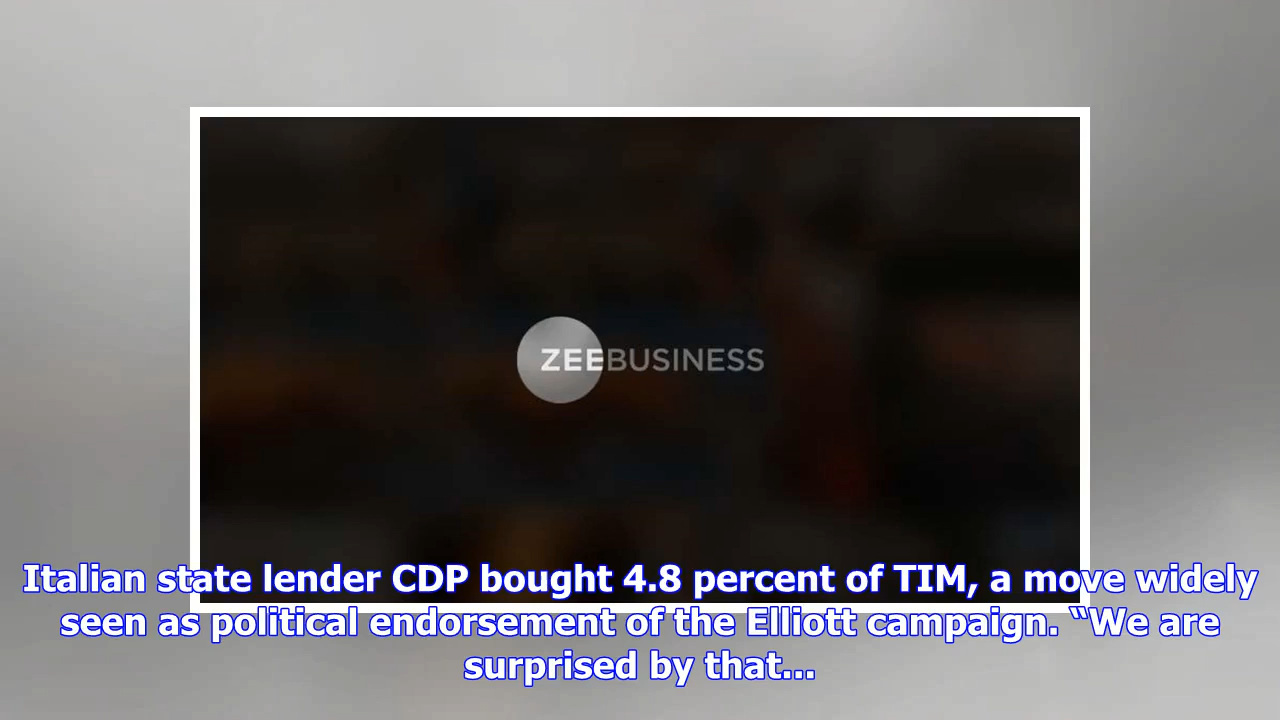 ZEEBUSINESS
Italian state lender CDP bought 4.8 percent of TIM, a move widely
seen as political endorsement of the Elliott campaign. “We are
surprised by that...